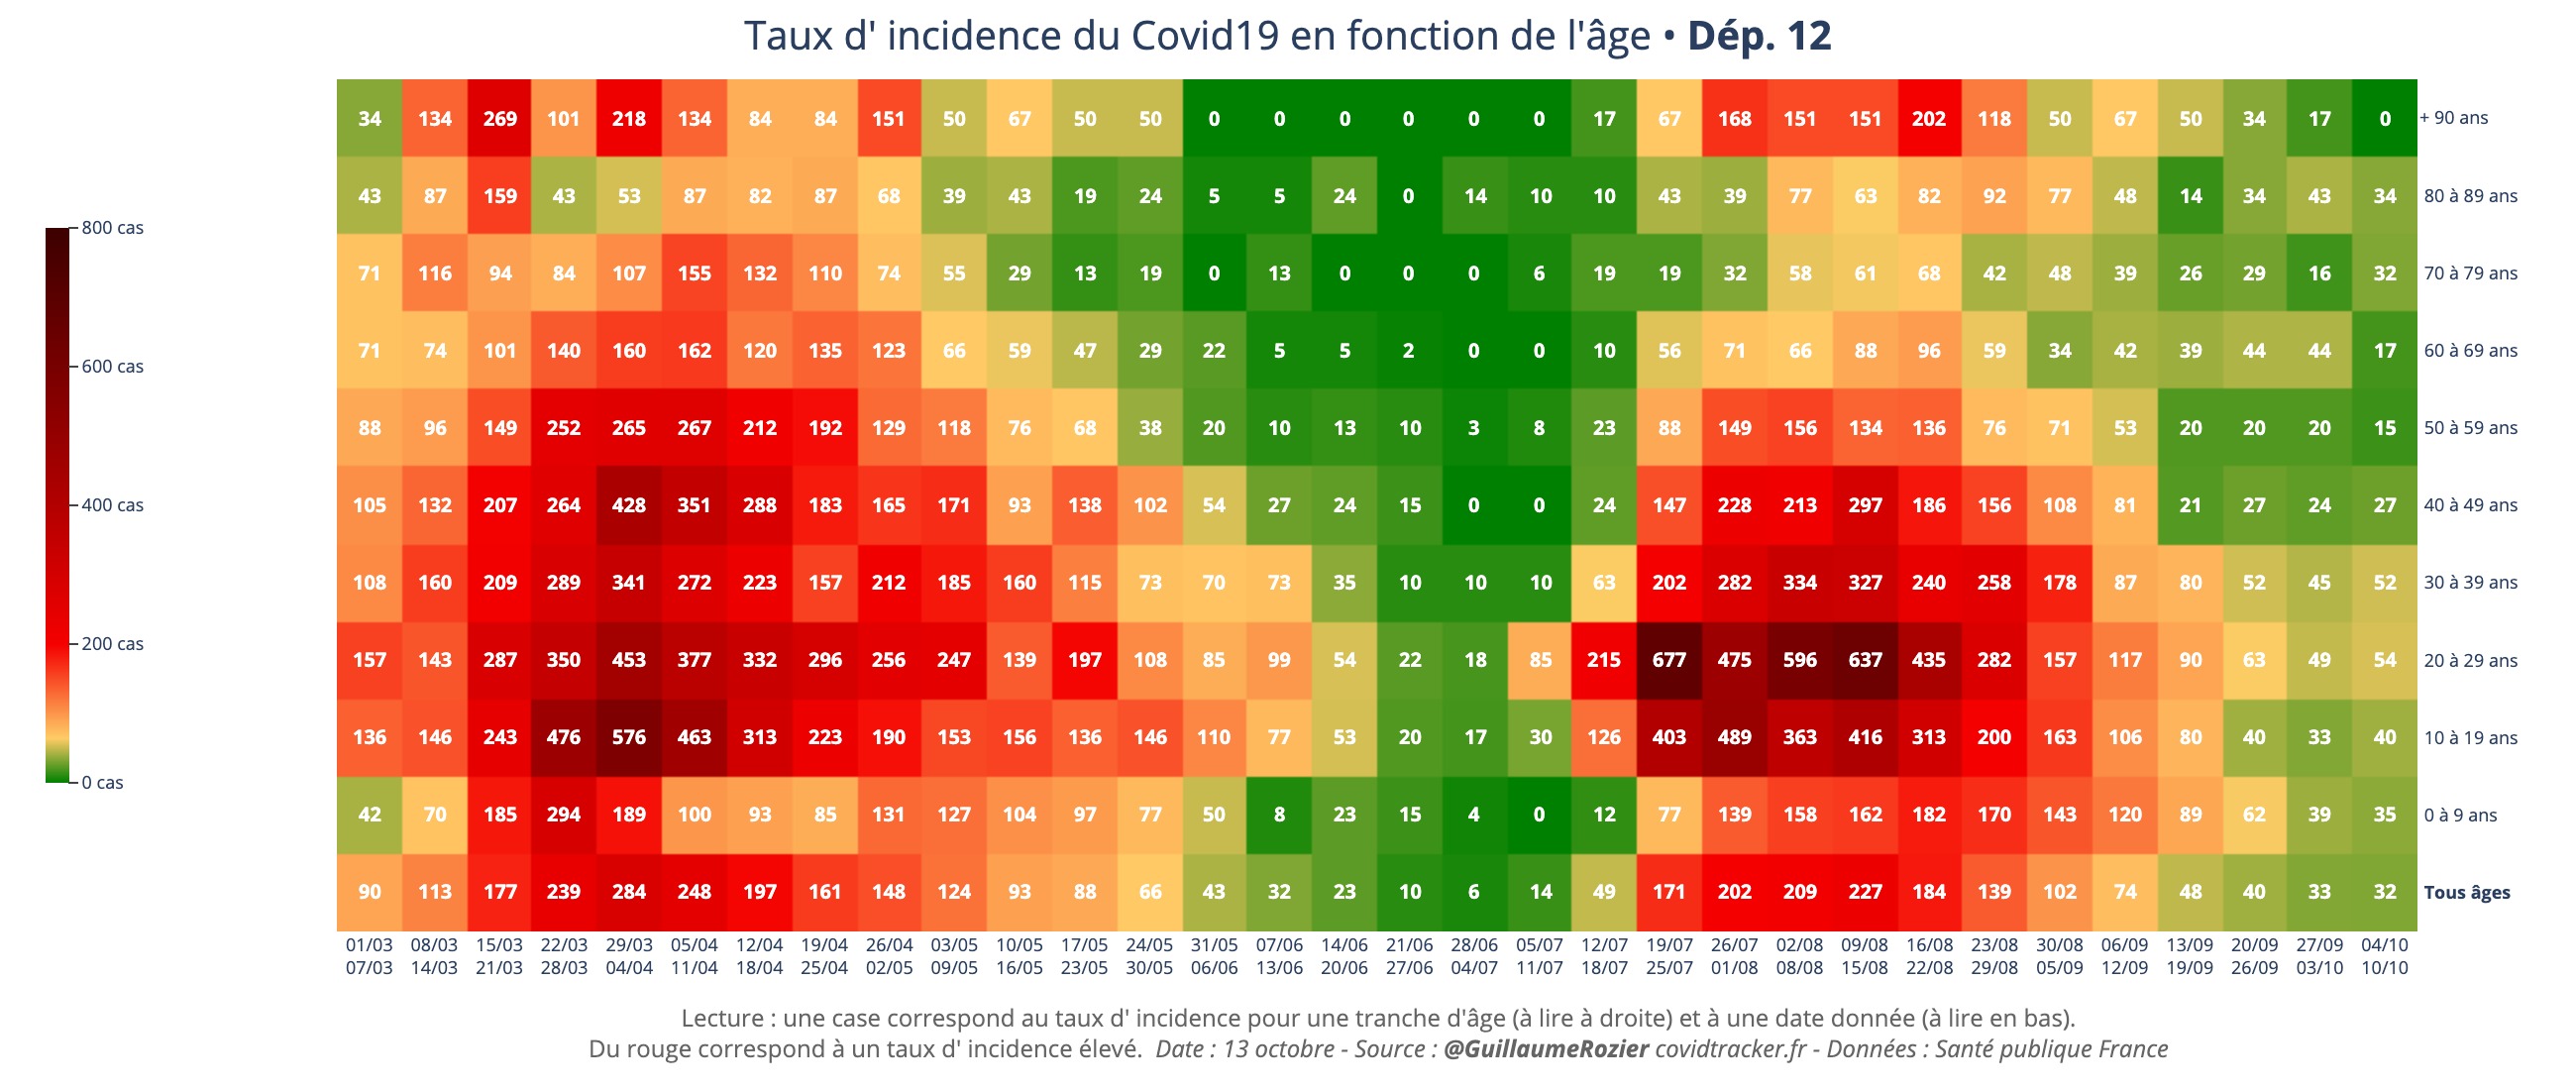 Taux d' incidence du Covid19 en fonction de l'âge • Dép. 12
800 cas
600 cas
400 cas
200 cas
0 cas
34 134 269 101 218 134 84 84 151 50 67 50 50 0 0 0 0 0 0 17 67 168 151 151 202 118 50 67 50 34 17 0 + 90 ans
43 87 159 43 53 87 82 87 68 39 43 19 24 5 5 24 0 14 10 10 43 39 77 63 82 92 77 48 14 34 43 34 80 à 89 ans
71 116 94 84 107 155 132 110 74 55 29 13 19 0 13 0 0 0 6 19 19 32 58 61 68 42 48 39 26 29 16 32 70 à 79 ans
71 74 101 140 160 162 120 135 123 66 59 47 29 22 5 5 2 0 0 10 56 71 66 88 96 59 34 42 39 44 44 17 60 à 69 ans
88 96 149 252 265 267 212 192 129 118 76 68 38 20 10 13 10 3 8 23 88 149 156 134 136 76 71 53 20 20 20 15 50 à 59 ans
105 132 207 264 428 351 288 183 165 171 93 138 102 54 27 24 15 0 0 24 147 228 213 297 186 156 108 81 21 27 24 27 40 à 49 ans
108 160 209 289 341 272 223 157 212 185 160 115 73 70 73 35 10 10 10 63 202 282 334 327 240 258 178 87 80 52 45 52 30 à 39 ans
157 143 287 350 453 377 332 296 256 247 139 197 108 85 99 54 22 18 85 215 677 475 596 637 435 282 157 117 90 63 49 54 20 à 29 ans
136 146 243 476 576 463 313 223 190 153 156 136 146 110 77 53 20 17 30 126 403 489 363 416 313 200 163 106 80 40 33 40 10 à 19 ans
42 70 185 294 189 100 93 85 131 127 104 97 77 50 8 23 15 4 0 12 77 139 158 162 182 170 143 120 89 62 39 35 0 à 9 ans
90 113 177 239 284 248 197 161 148 124 93 88 66 43 32 23 10 6 14 49 171 202 209 227 184 139 102 74 48 40 33 32 Tous âges
01/03 08/03 15/03 22/03 29/03 05/04 12/04 19/04 26/04 03/05 10/05 17/05 24/05 31/05 07/06 14/06 21/06 28/06 05/07 12/07 19/07 26/07 02/08 09/08 16/08 23/08 30/08 06/09 13/09 20/09 27/09 04/10
07/03 14/03 21/03 28/03 04/04 11/04 18/04 25/04 02/05 09/05 16/05 23/05 30/05 06/06 13/06 20/06 27/06 04/07 11/07 18/07 25/07 01/08 08/08 15/08 22/08 29/08 05/09 12/09 19/09 26/09 03/10 10/10
Lecture : une case correspond au taux d' incidence pour une tranche d'âge (à lire à droite) et à une date donnée (à lire en bas).
Du rouge correspond à un taux d' incidence élevé. Date : 13 octobre - Source : @GuillaumeRozier covidtracker.fr - Données : Santé publique France